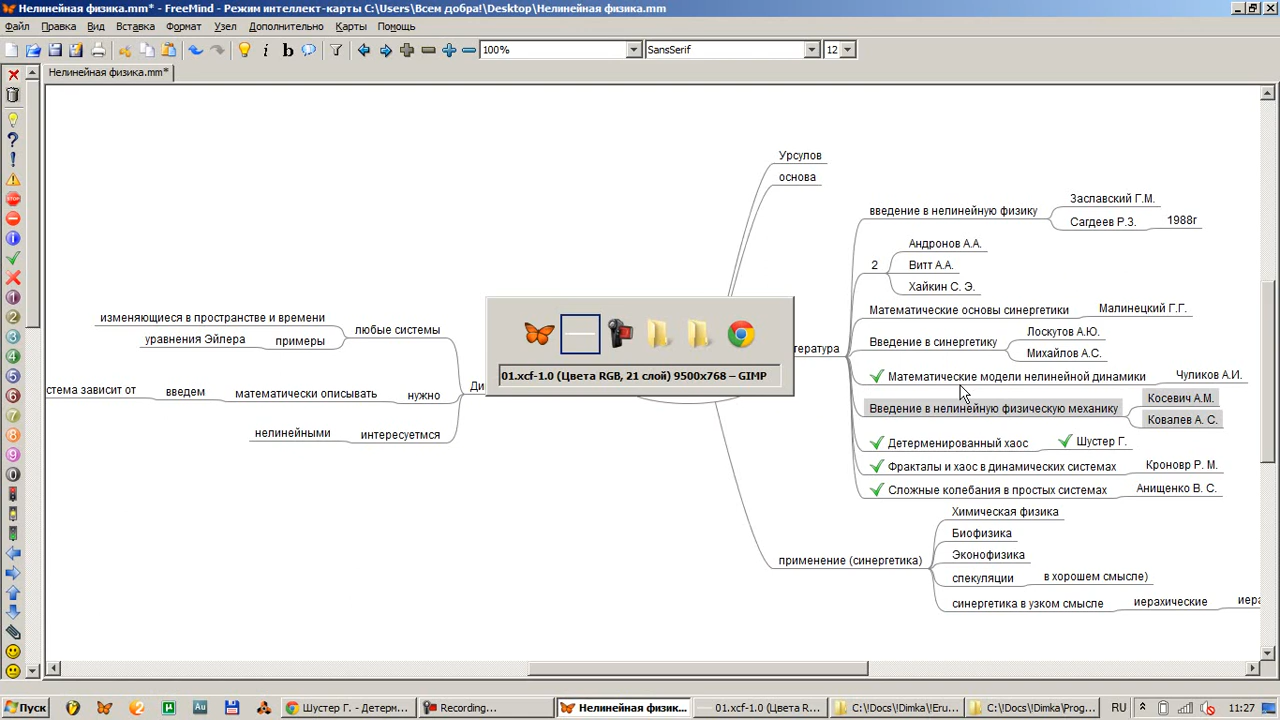 Нелинейная физика.mm* - FreeMind - Режим интеллект-карты C:\Users\Всем добра!\Desktop\Нелинейная физика.mm
Файл Правка Вид Вставка Формат Узел Дополнительно Карты Помощь
100% SansSerif 12
Нелинейная физика.mm*
Урсулов
основа
введение в нелинейную физику
Заславский Г.М.
Сагдеев Р.З. 1988г
2
Андронов А.А.
Витт А.А.
Хайкин С. Э.
Математические основы синергетики Малинецкий Г.Г.
Введение в синергетику
Лоскутов А.Ю.
Михайлов А.С.
тература
Математические модели нелинейной динамики Чуликов А.И.
Введение в нелинейную физическую механику
Косевич А.М.
Ковалев А. С.
Детерменированный хаос Шустер Г.
Фракталы и хаос в динамических системах Кроновр Р. М.
Сложные колебания в простых системах Анищенко В. С.
применение (синергетика)
Химическая физика
Биофизика
Эконофизика
спекуляции в хорошем смысле)
синергетика в узком смысле иерахические иера
изменяющиеся в пространстве и времени
любые системы
уравнения Эйлера примеры
стема зависит от введем математически описывать нужно
Ди
нелинейными интересуетмся
01.xcf-1.0 (Цвета RGB, 21 слой) 9500x768 – GIMP
Пуск Au Шустер Г. - Детерм... Recording... Нелинейная физик... 01.xcf-1.0 (Цвета R... C:\Docs\Dimka\Eru... C:\Docs\Dimka\Prog... RU 11:27